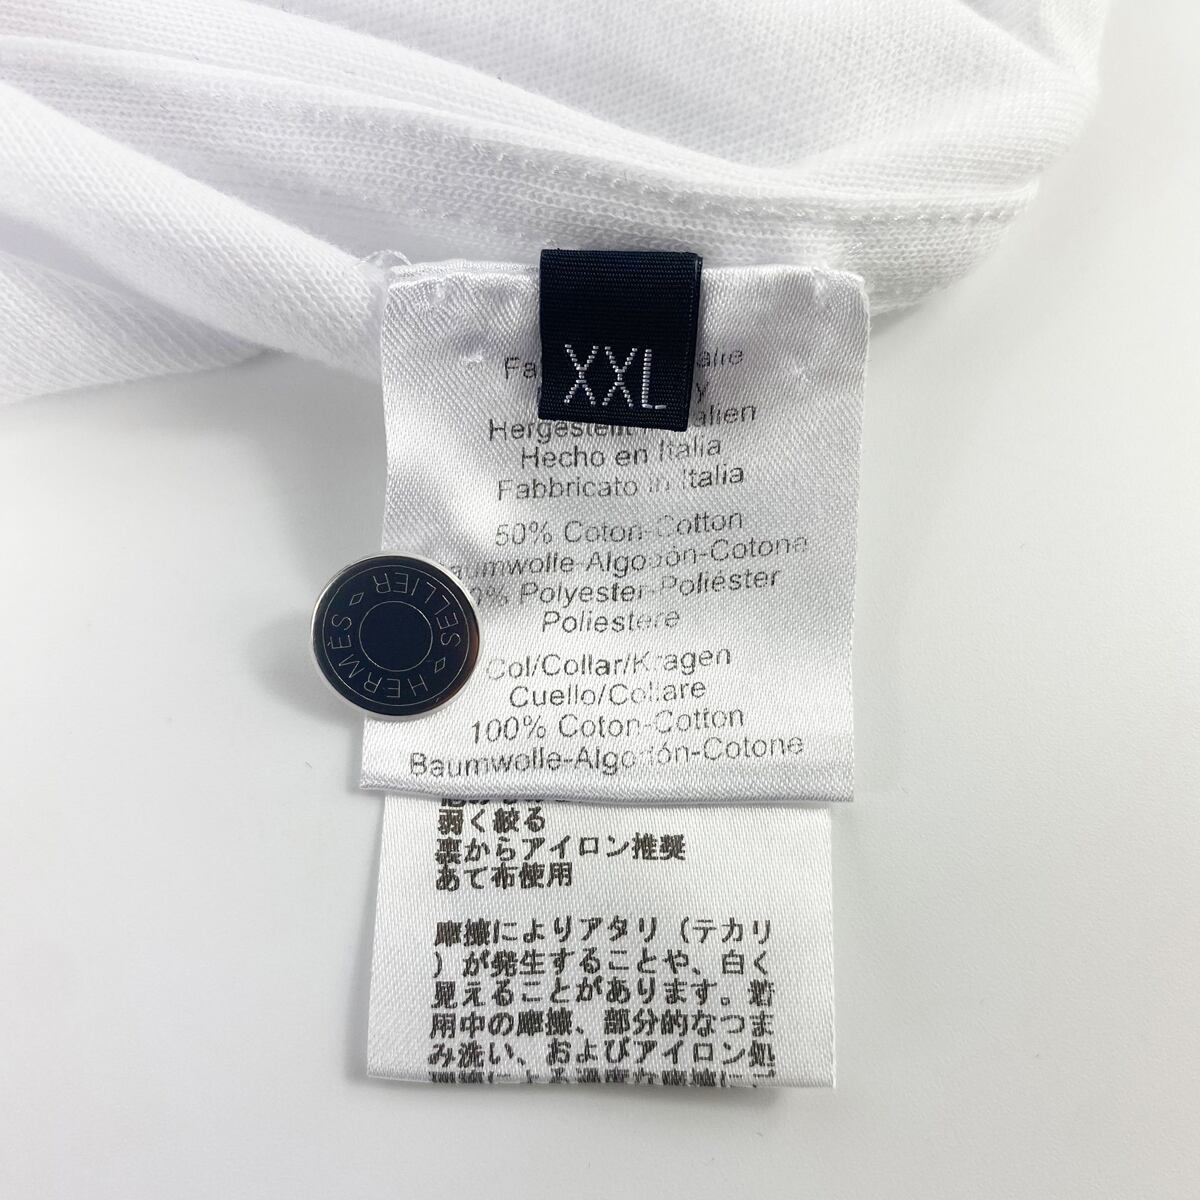 XXL
Hecho en Italia
Fabbricato in Italia
50% Coton-Cotton
Algodón-Cotone
Polyester-Poliéster
Poliestere
Col/Collar/Kragen
Cuello/Collare
100% Coton-Cotton
Baumwolle-Algodón-Cotone
HERMÈS ◇ SELLIER ◇
弱く絞る
裏からアイロン推奨
あて布使用
摩擦によりアタリ（テカリ
）が発生することや、白く
見えることがあります。着
用中の摩擦、部分的なつま
み洗い、およびアイロン処